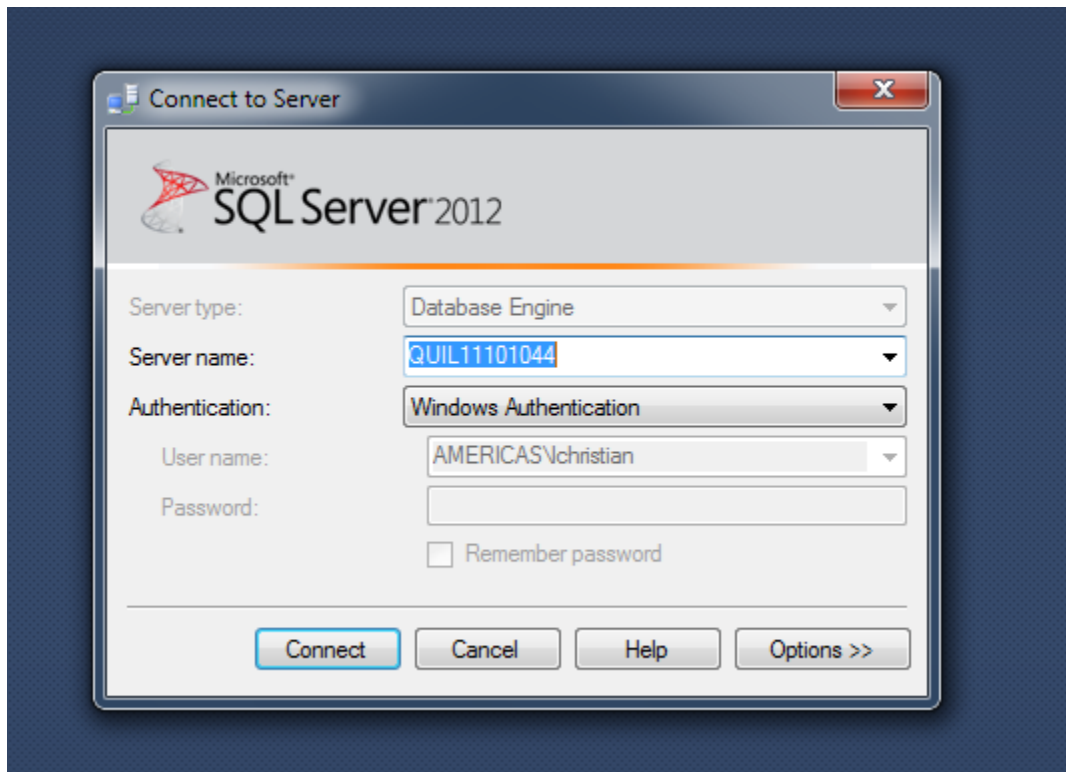 Connect to Server
Microsoft®
SQL Server® 2012
Server type: Database Engine
Server name: QUIL11101044
Authentication: Windows Authentication
User name: AMERICAS\lchristian
Password:
Remember password
Connect Cancel Help Options >>